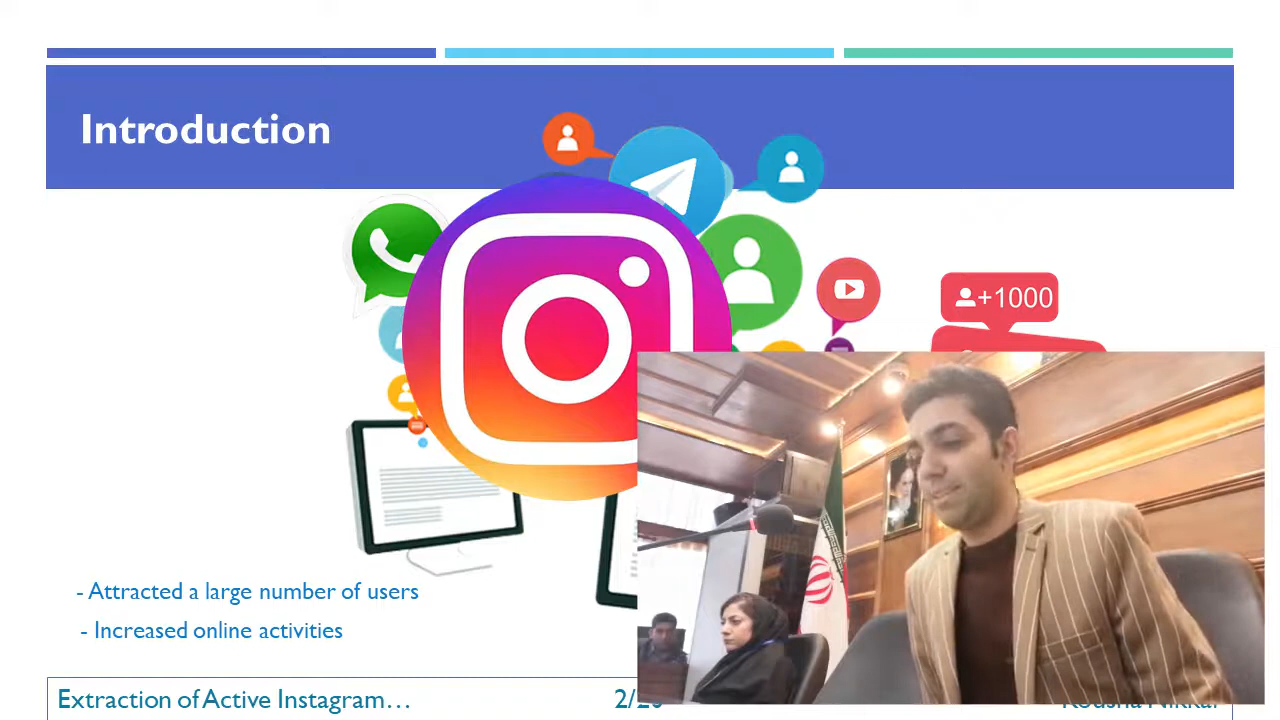 Introduction
+1000
- Attracted a large number of users
- Increased online activities
Extraction of Active Instagram…